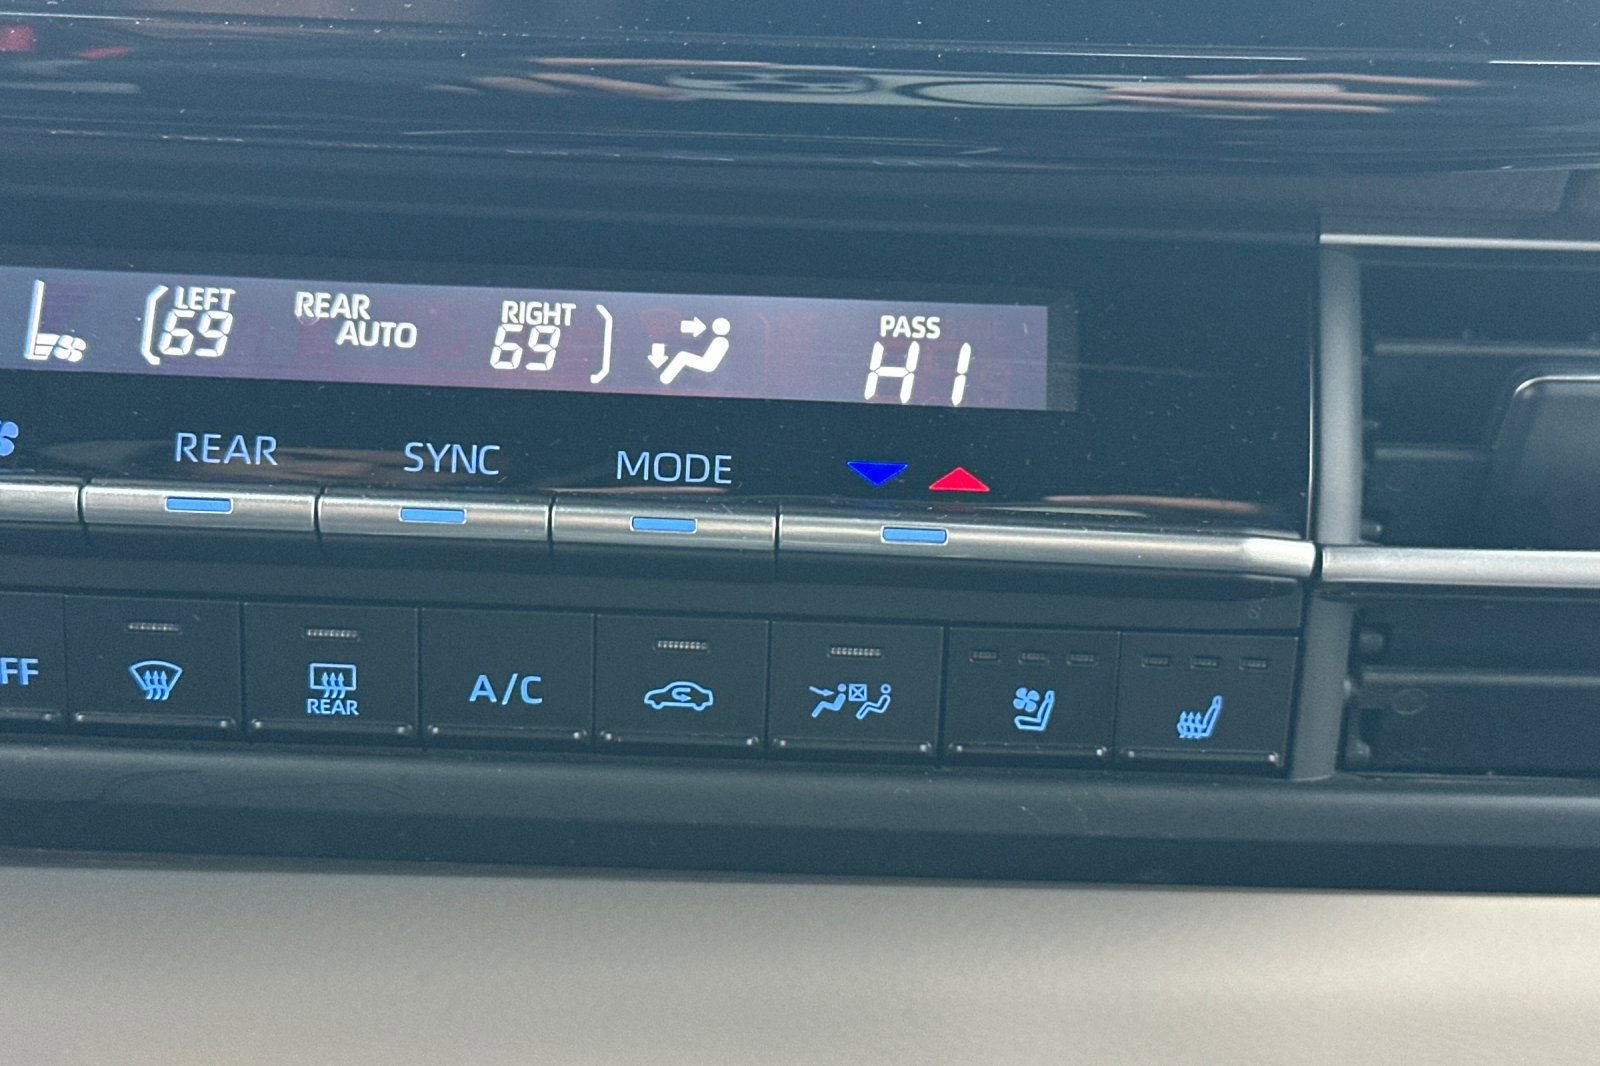 LEFT
69
REAR
AUTO
RIGHT
69
PASS
HI
REAR SYNC MODE
FF
REAR
A/C